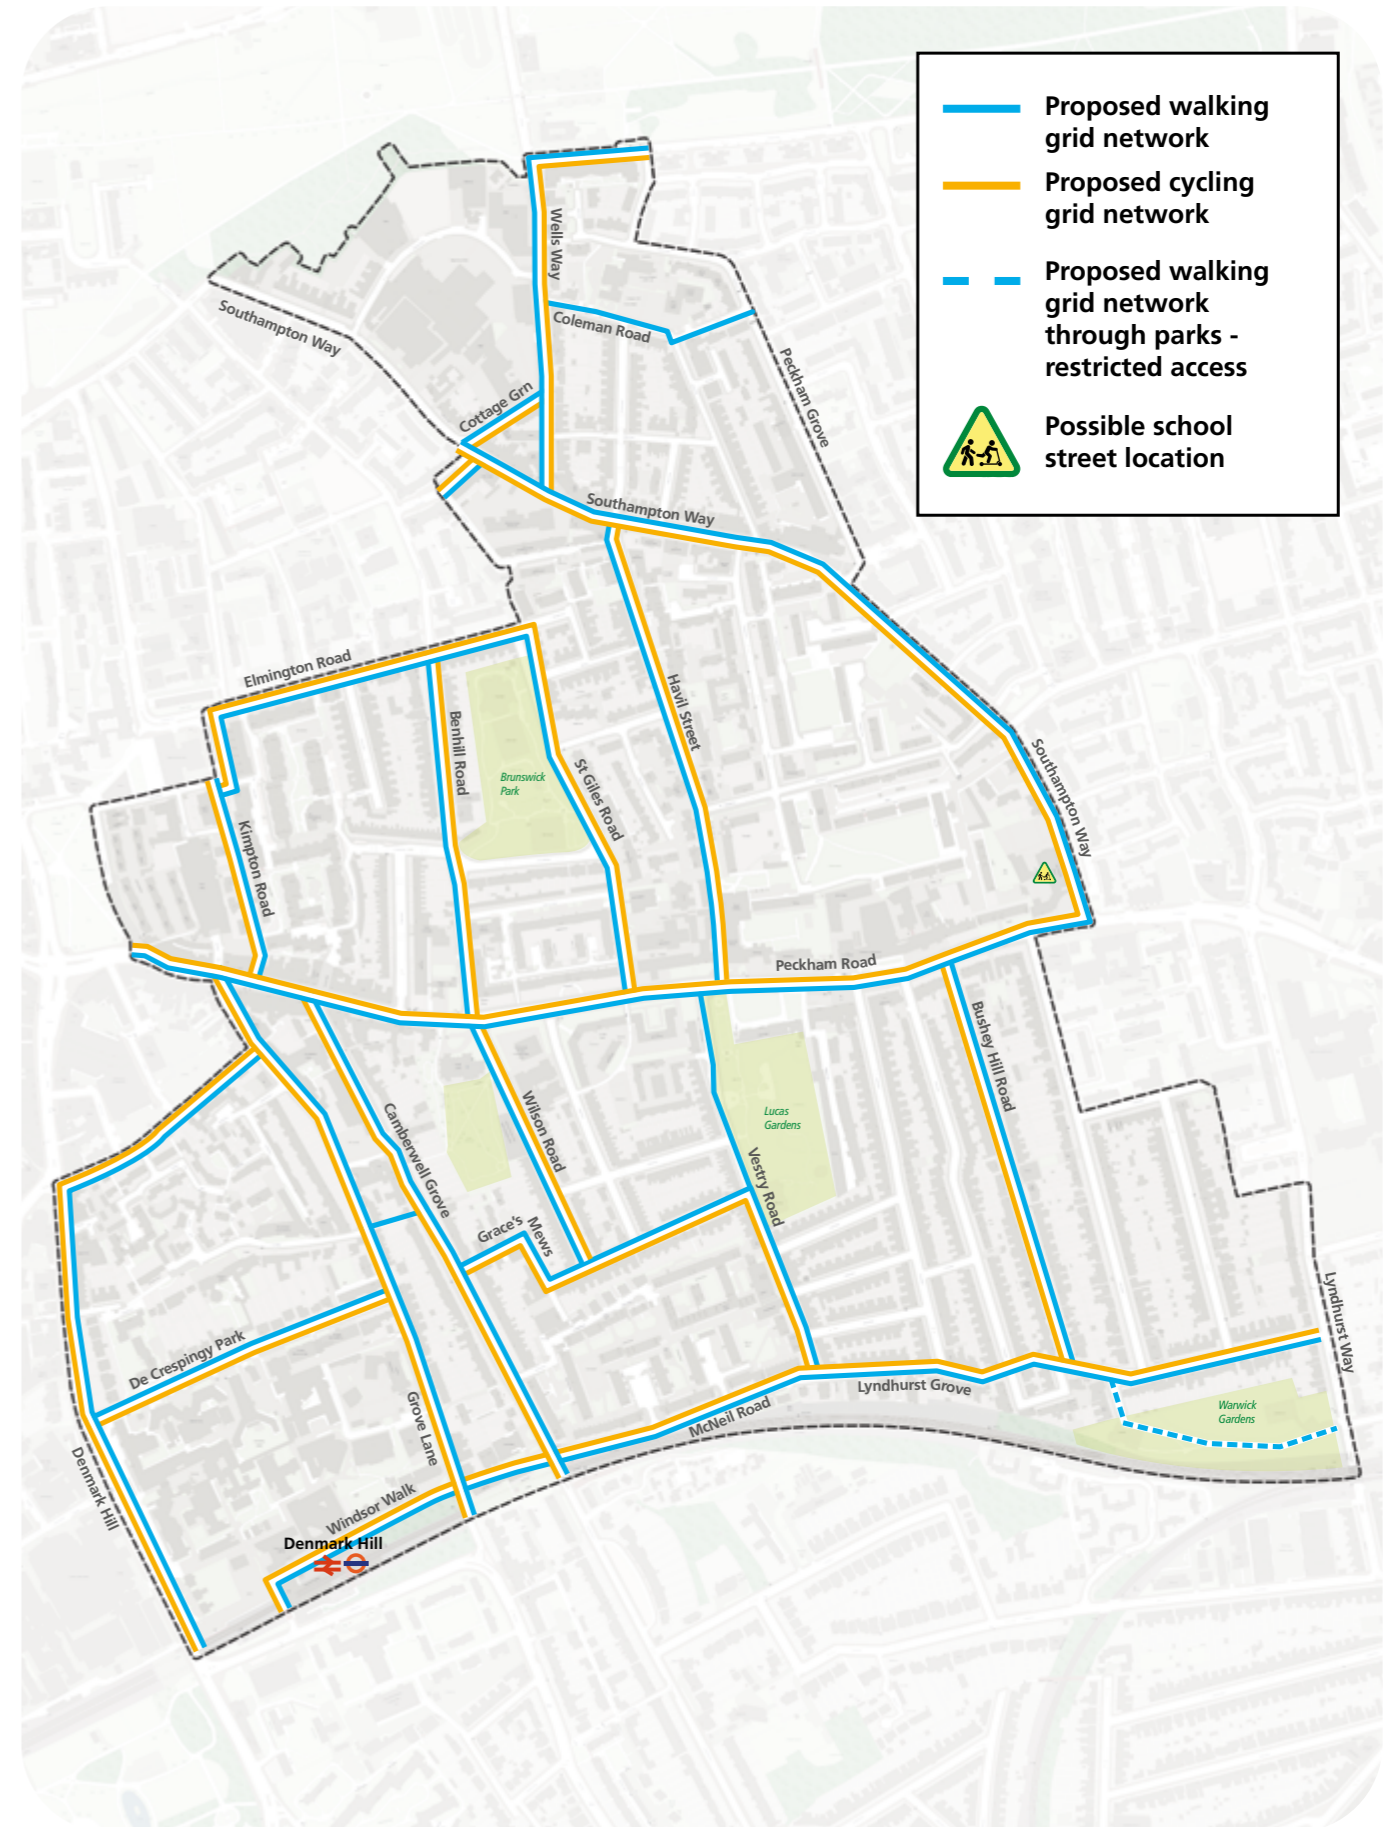 Proposed walking
grid network
Proposed cycling
grid network
Proposed walking
grid network
through parks -
restricted access
Possible school
street location
Wells Way
Southampton Way
Coleman Road
Peckham Grove
Cottage Grn
Southampton Way
Elmington Road
Benhill Road
Brunswick
Park
St Giles Road
Havil Street
Southampton Way
Kimpton Road
Peckham Road
Bushey Hill Road
Lucas
Gardens
Camberwell Grove
Wilson Road
Vestry Road
Grace's
Mews
De Crespingy Park
Lyndhurst Way
Lyndhurst Grove
Grove Lane
McNeil Road
Warwick
Gardens
Denmark Hill
Windsor Walk
Denmark Hill